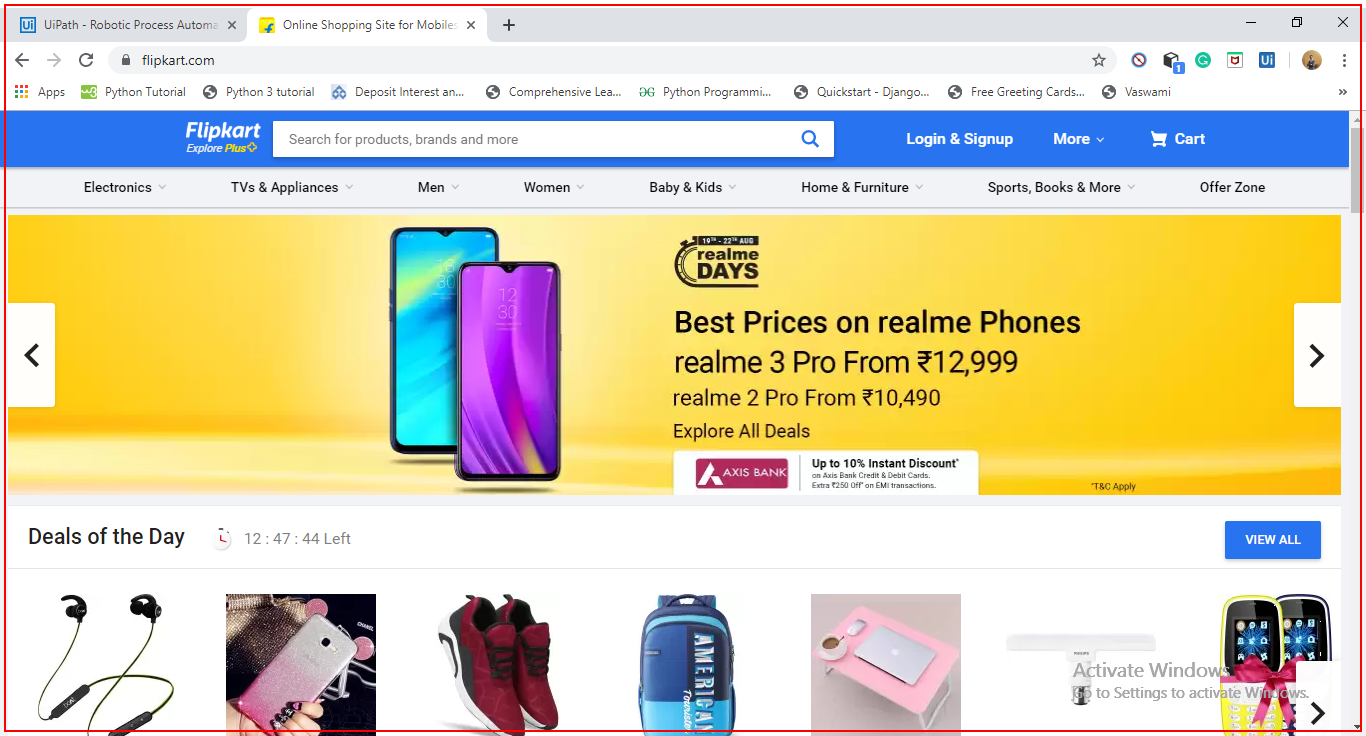 UiPath - Robotic Process Automa
Online Shopping Site for Mobiles
flipkart.com
1
Ui
Apps
Python Tutorial
Python 3 tutorial
Deposit Interest an...
Comprehensive Lea...
Python Programmi...
Quickstart - Django...
Free Greeting Cards...
Vaswami
Flipkart
Explore Plus
Search for products, brands and more
Login & Signup
More
Cart
Electronics
TVs & Appliances
Men
Women
Baby & Kids
Home & Furniture
Sports, Books & More
Offer Zone
19TH - 22TH AUG
realme
DAYS
Best Prices on realme Phones
realme 3 Pro From ₹12,999
realme 2 Pro From ₹10,490
Explore All Deals
AXIS BANK
Up to 10% Instant Discount*
on Axis Bank Credit & Debit Cards.
Extra ₹250 Off* on EMI transactions.
*T&C Apply
Deals of the Day
12 : 47 : 44 Left
VIEW ALL
CHANEL
AMERICAN
TOURISTER
PHILIPS
Activate Windows
Go to Settings to activate Windows.